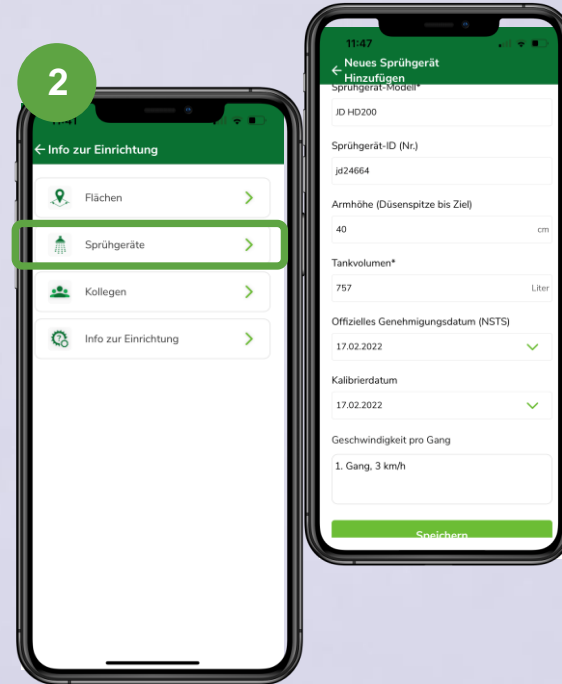 2
11:41
← Info zur Einrichtung
Flächen
Sprühgeräte
Kollegen
Info zur Einrichtung
11:47
← Neues Sprühgerät
Hinzufügen
Sprühgerät-Modell*
JD HD200
Sprühgerät-ID (Nr.)
jd24664
Armhöhe (Düsenspitze bis Ziel)
40 cm
Tankvolumen*
757 Liter
Offizielles Genehmigungsdatum (NSTS)
17.02.2022
Kalibrierdatum
17.02.2022
Geschwindigkeit pro Gang
1. Gang, 3 km/h
Speichern